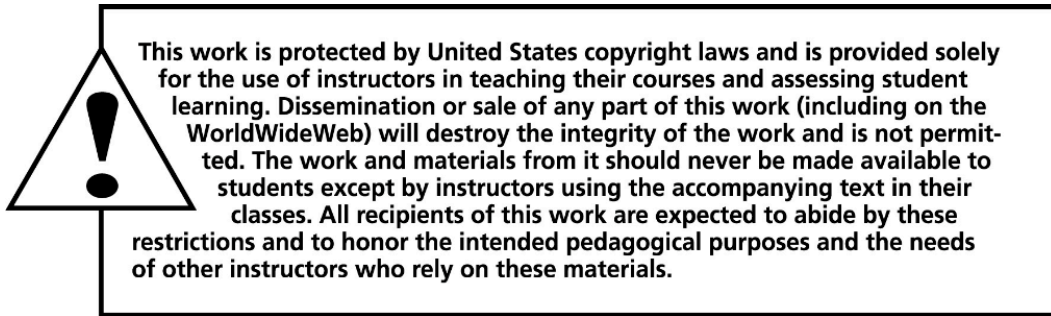 This work is protected by United States copyright laws and is provided solely
for the use of instructors in teaching their courses and assessing student
learning. Dissemination or sale of any part of this work (including on the
WorldWideWeb) will destroy the integrity of the work and is not permit-
ted. The work and materials from it should never be made available to
students except by instructors using the accompanying text in their
classes. All recipients of this work are expected to abide by these
restrictions and to honor the intended pedagogical purposes and the needs
of other instructors who rely on these materials.